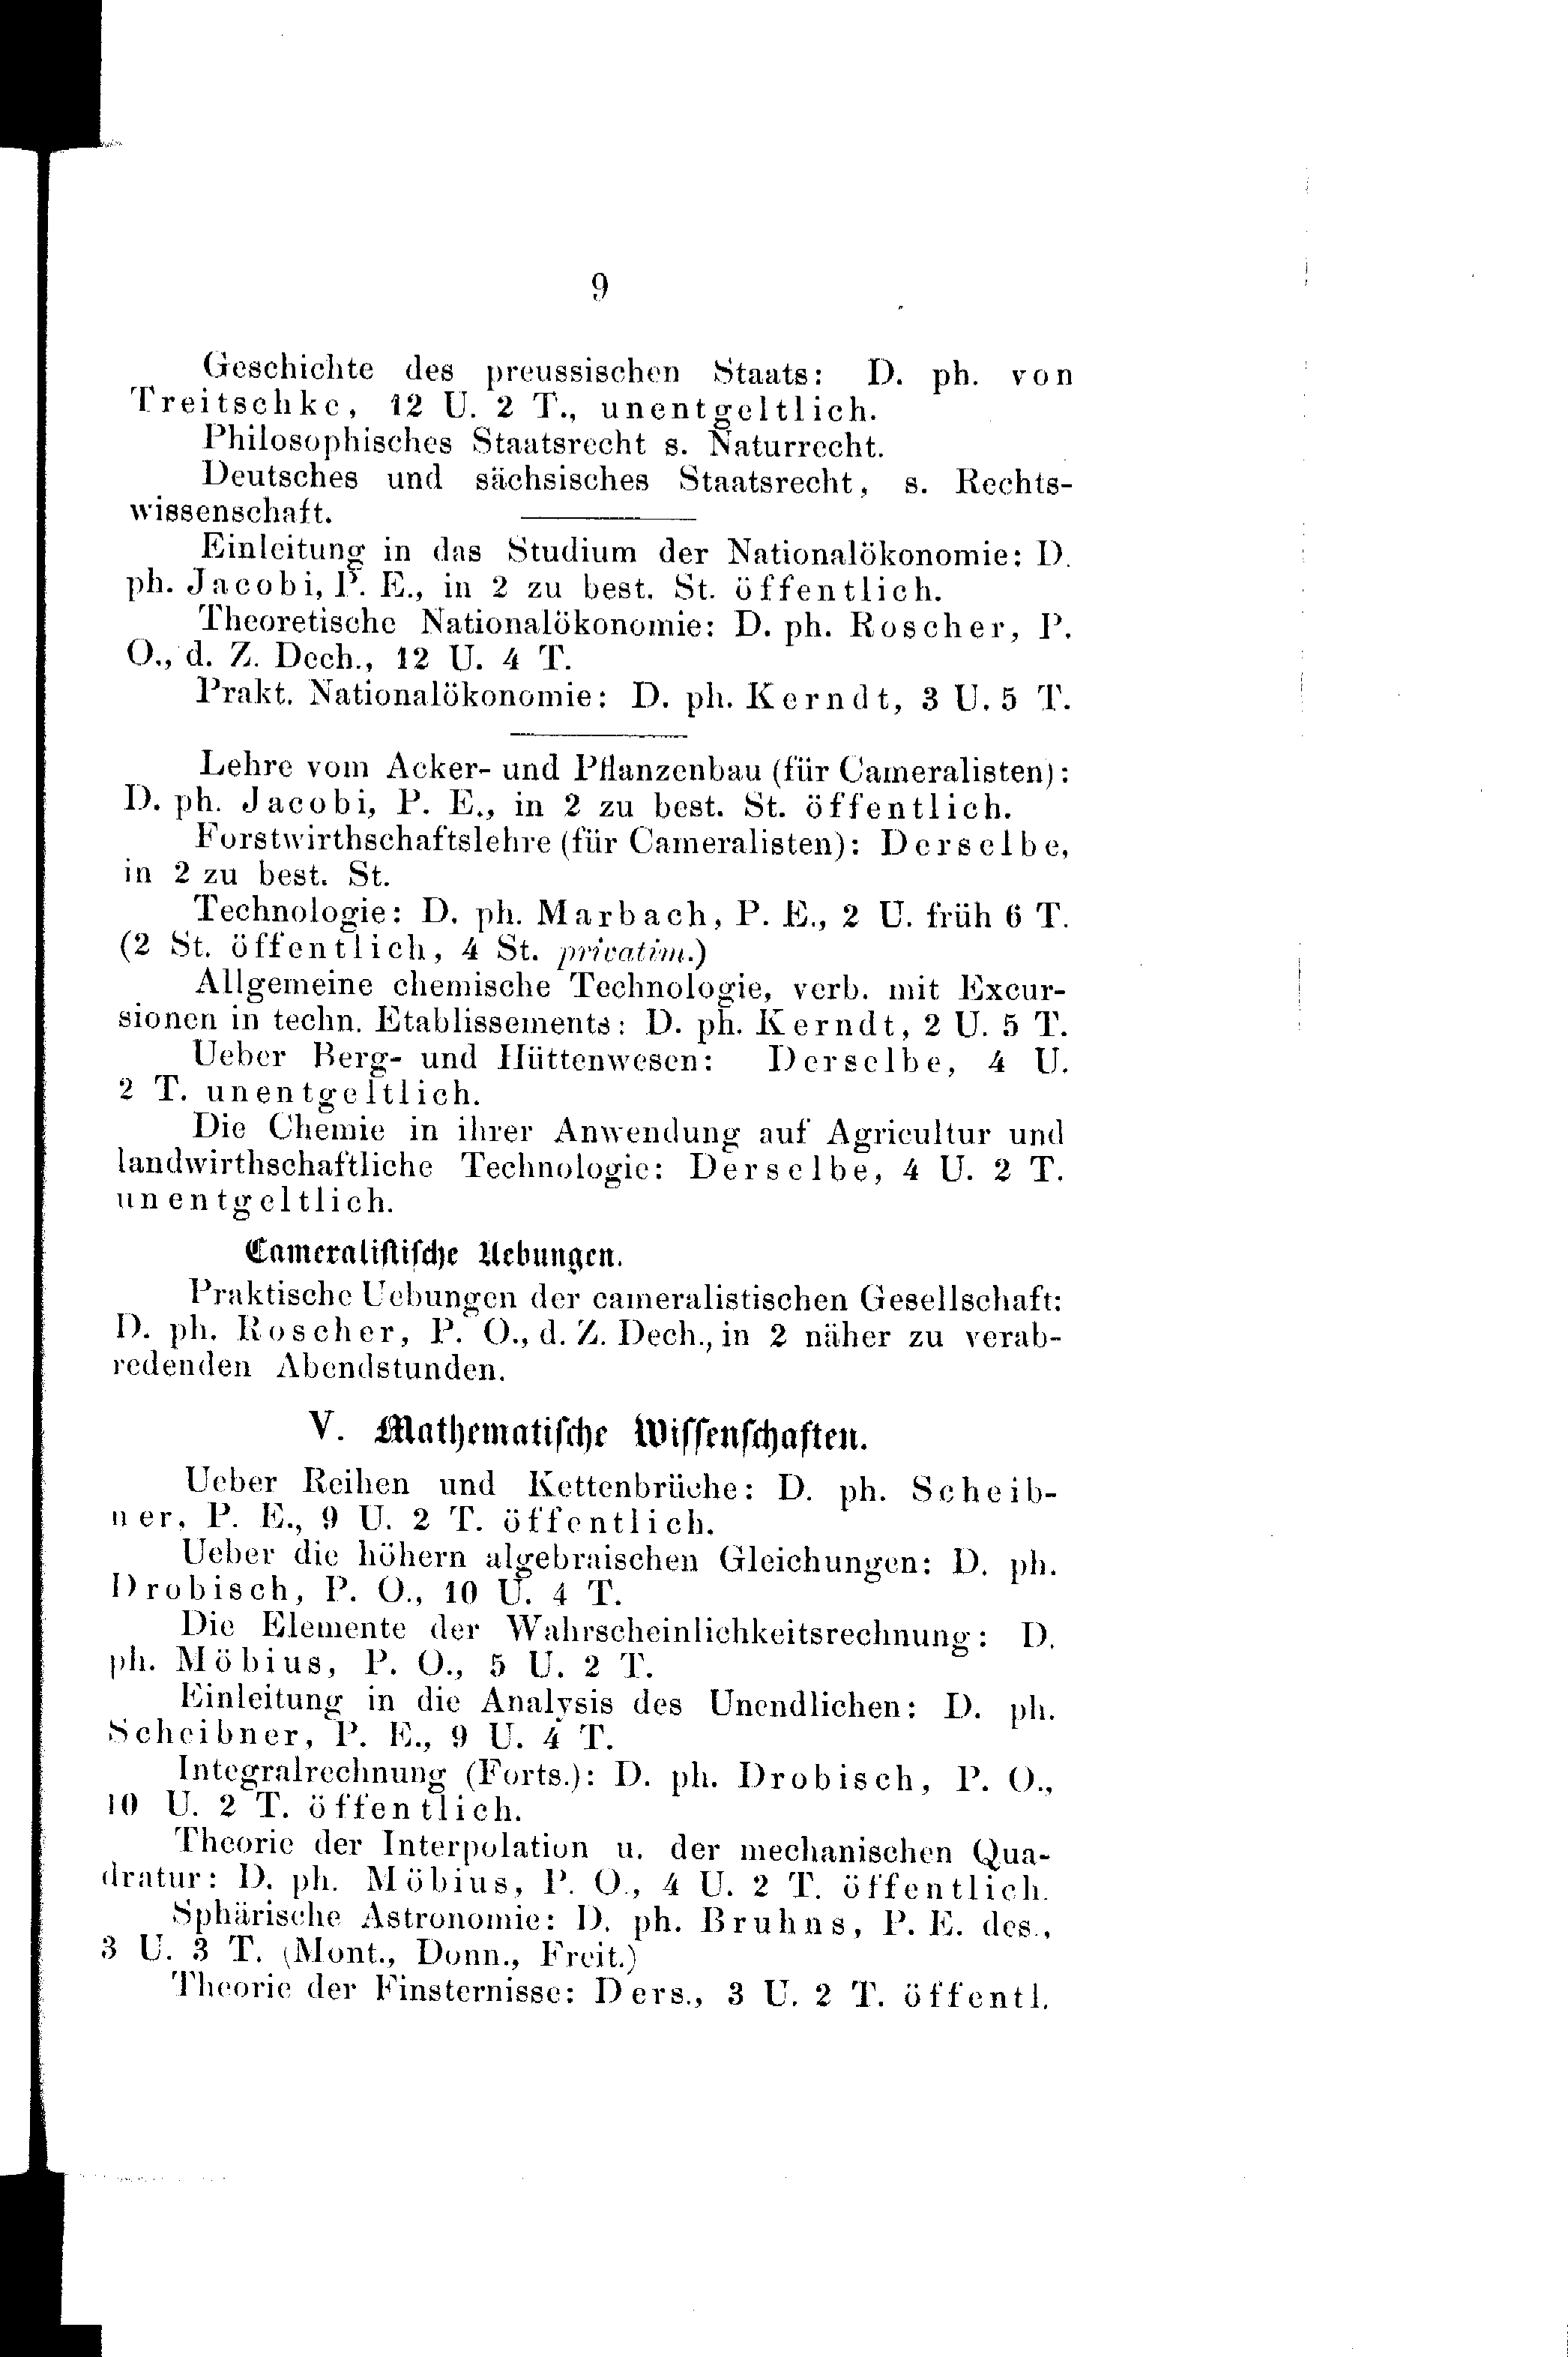 9
Geschichte des preussischen Staats: D. ph. von
Treitschke, 12 U. 2 T., unentgeltlich.
Philosophisches Staatsrecht s. Naturrecht.
Deutsches und sächsisches Staatsrecht, s. Rechts-
wissenschaft.
Einleitung in das Studium der Nationalökonomie: D.
ph. Jacobi, P. E., in 2 zu best. St. öffentlich.
Theoretische Nationalökonomie: D. ph. Roscher, P.
O., d. Z. Dech., 12 U. 4 T.
Prakt. Nationalökonomie: D. ph. Kerndt, 3 U. 5 T.
Lehre vom Acker- und Pflanzenbau (für Cameralisten):
D. ph. Jacobi, P. E., in 2 zu best. St. öffentlich.
Forstwirthschaftslehre (für Cameralisten): Derselbe,
in 2 zu best. St.
Technologie: D. ph. Marbach, P. E., 2 U. früh 6 T.
(2 St. öffentlich, 4 St. privatim.)
Allgemeine chemische Technologie, verb. mit Excur-
sionen in techn. Etablissements: D. ph. Kerndt, 2 U. 5 T.
Ueber Berg- und Hüttenwesen: Derselbe, 4 U.
2 T. unentgeltlich.
Die Chemie in ihrer Anwendung auf Agricultur und
landwirthschaftliche Technologie: Derselbe, 4 U. 2 T.
unentgeltlich.
Cameralistische Uebungen.
Praktische Uebungen der cameralistischen Gesellschaft:
D. ph. Roscher, P. O., d. Z. Dech., in 2 näher zu verab-
redenden Abendstunden.
V. Mathematische Wissenschaften.
Ueber Reihen und Kettenbrüche: D. ph. Scheib-
ner, P. E., 9 U. 2 T. öffentlich.
Ueber die höhern algebraischen Gleichungen: D. ph.
Drobisch, P. O., 10 U. 4 T.
Die Elemente der Wahrscheinlichkeitsrechnung: D.
ph. Möbius, P. O., 5 U. 2 T.
Einleitung in die Analysis des Unendlichen: D. ph.
Scheibner, P. E., 9 U. 4 T.
Integralrechnung (Forts.): D. ph. Drobisch, P. O.,
10 U. 2 T. öffentlich.
Theorie der Interpolation u. der mechanischen Qua-
dratur: D. ph. Möbius, P. O., 4 U. 2 T. öffentlich.
Sphärische Astronomie: D. ph. Bruhns, P. E. des.,
3 U. 3 T. (Mont., Donn., Freit.)
Theorie der Finsternisse: Ders., 3 U. 2 T. öffentl.